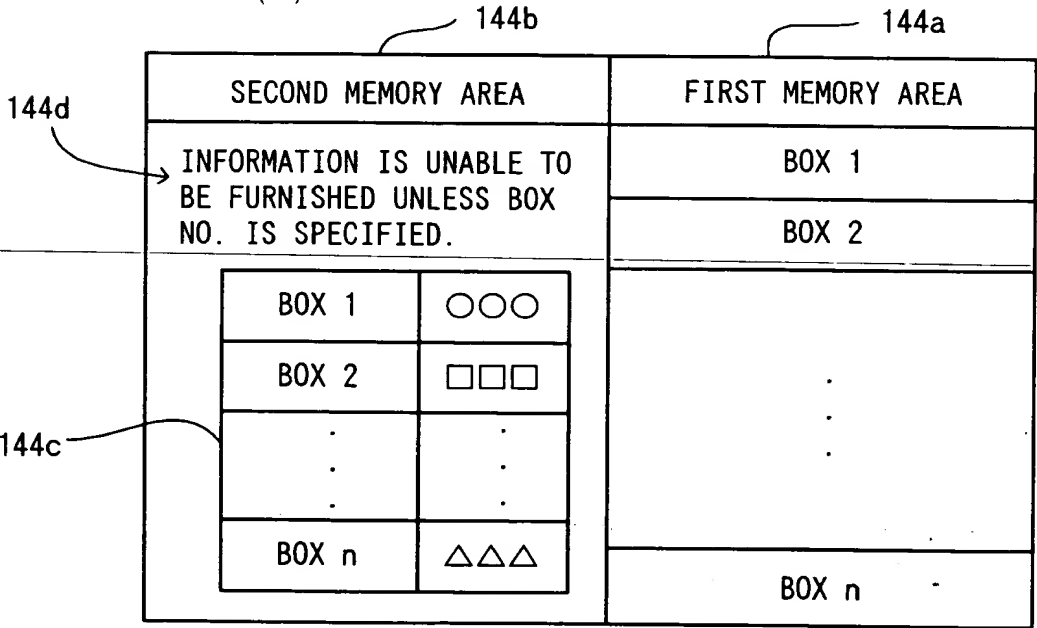 144b
144a
144d
SECOND MEMORY AREA
FIRST MEMORY AREA
INFORMATION IS UNABLE TO
BE FURNISHED UNLESS BOX
NO. IS SPECIFIED.
BOX 1
BOX 2
BOX 1 ○○○
BOX 2 □□□
144c
BOX n △△△
BOX n